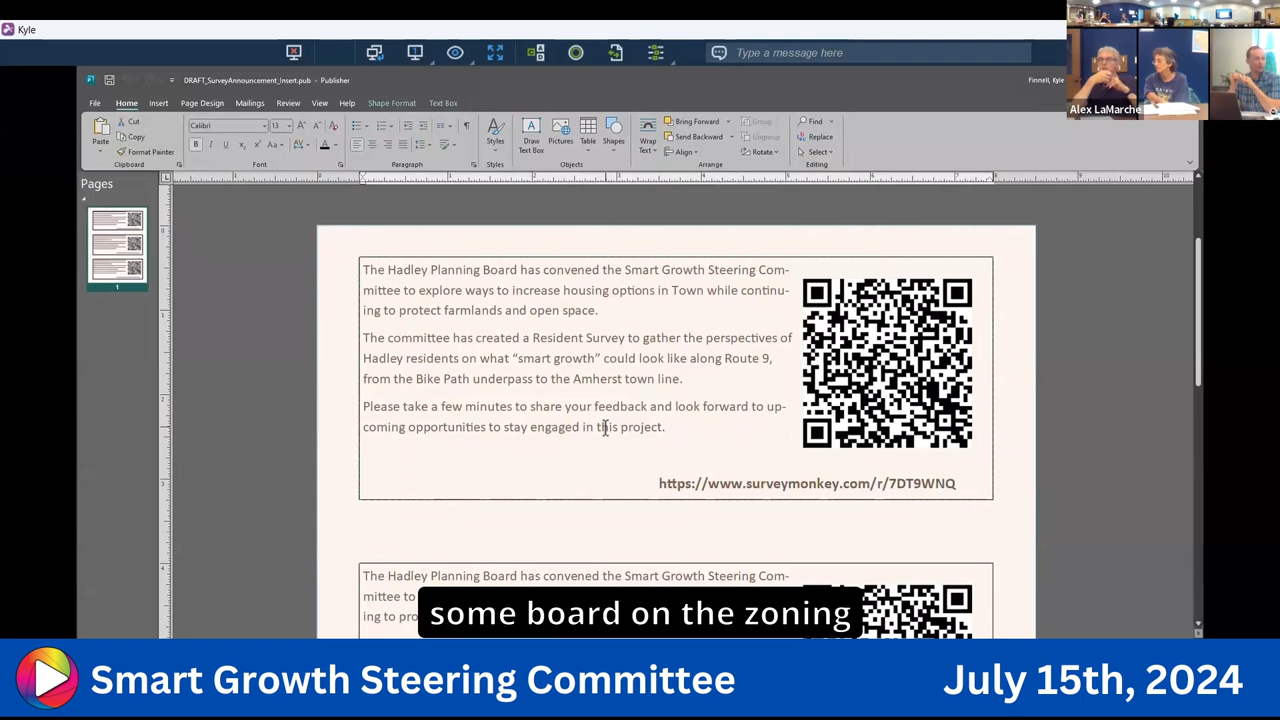 Kyle
Type a message here
DRAFT_SurveyAnnouncement_Insert.pub - Publisher
Finnell, Kyle
Alex LaMarche
File Home Insert Page Design Mailings Review View Help Shape Format Text Box
Paste
Cut
Copy
Format Painter
Clipboard
Calibri 13
B I U
Font
Paragraph
Styles
Styles
Draw Text Box
Pictures
Table
Shapes
Objects
Wrap Text
Bring Forward
Send Backward
Align
Group
Ungroup
Rotate
Arrange
Find
Replace
Select
Editing
Pages
1
The Hadley Planning Board has convened the Smart Growth Steering Com-
mittee to explore ways to increase housing options in Town while continu-
ing to protect farmlands and open space.
The committee has created a Resident Survey to gather the perspectives of
Hadley residents on what “smart growth” could look like along Route 9,
from the Bike Path underpass to the Amherst town line.
Please take a few minutes to share your feedback and look forward to up-
coming opportunities to stay engaged in this project.
https://www.surveymonkey.com/r/7DT9WNQ
The Hadley Planning Board has convened the Smart Growth Steering Com-
mittee to
ing to pro
some board on the zoning
Smart Growth Steering Committee
July 15th, 2024